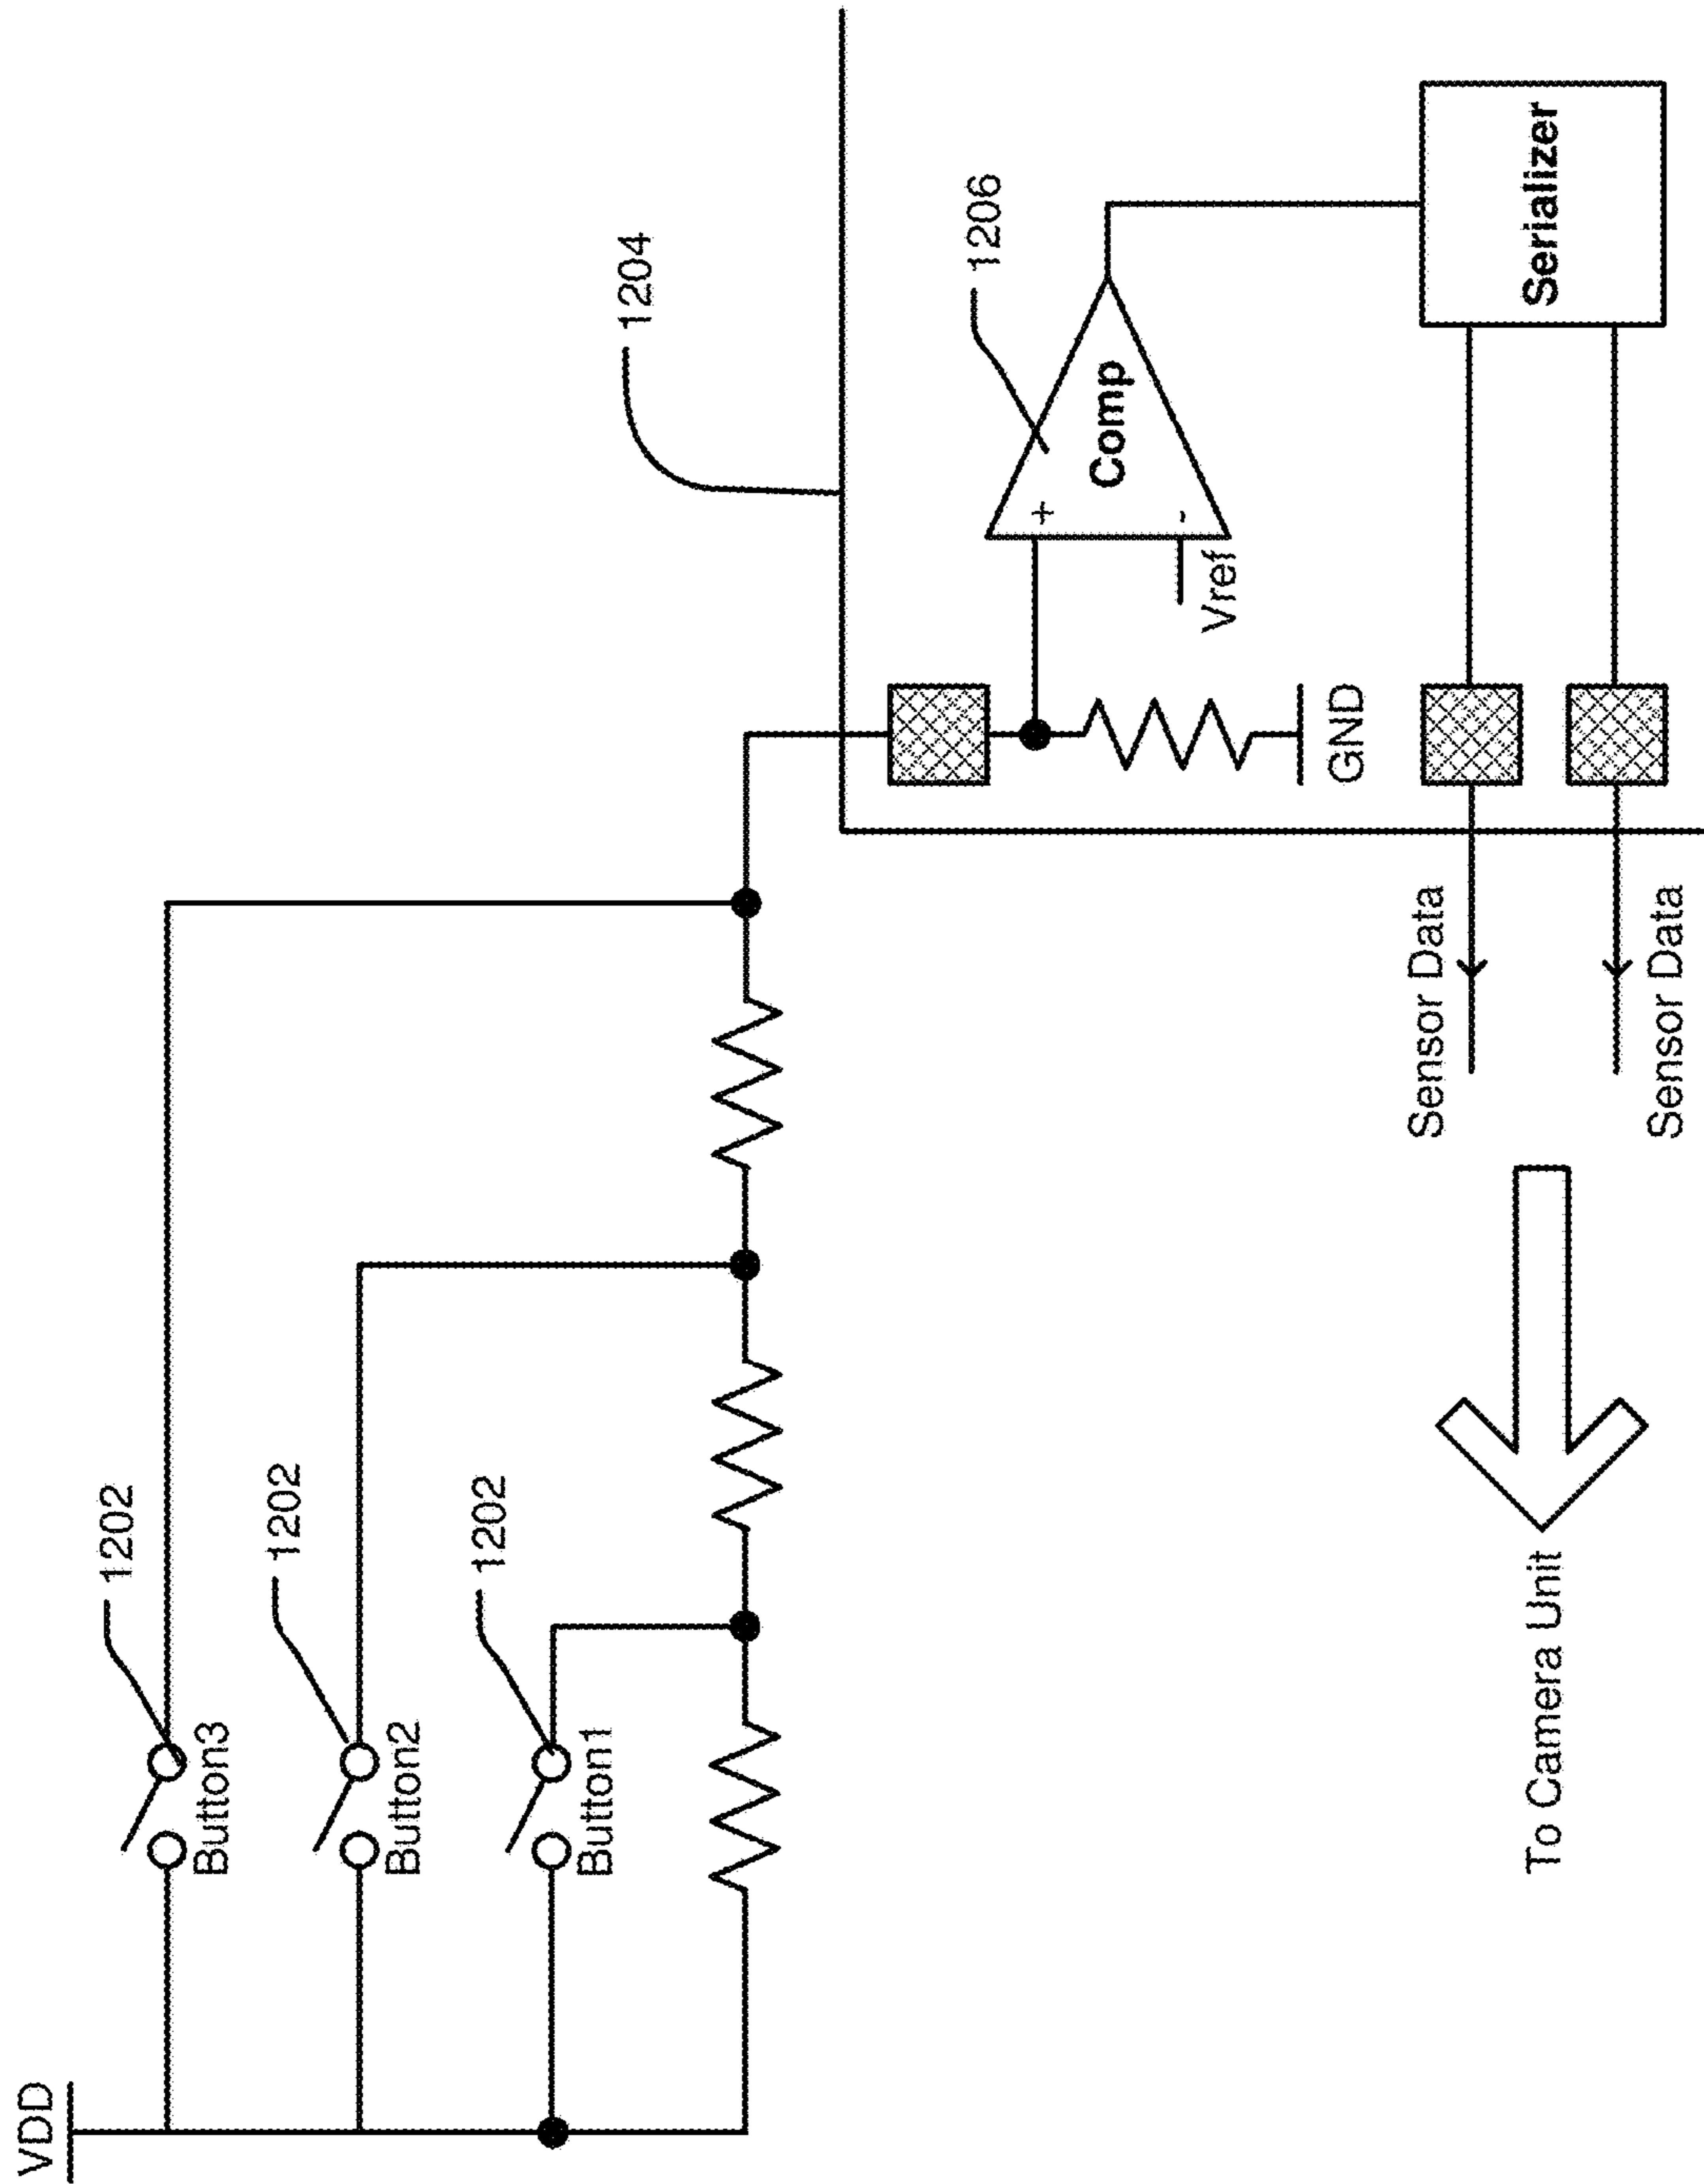 VDD
1202
Button3
1202
Button2
1202
Button1
1204
1206
+
Comp
-
Vref
GND
Serializer
Sensor Data
Sensor Data
To Camera Unit